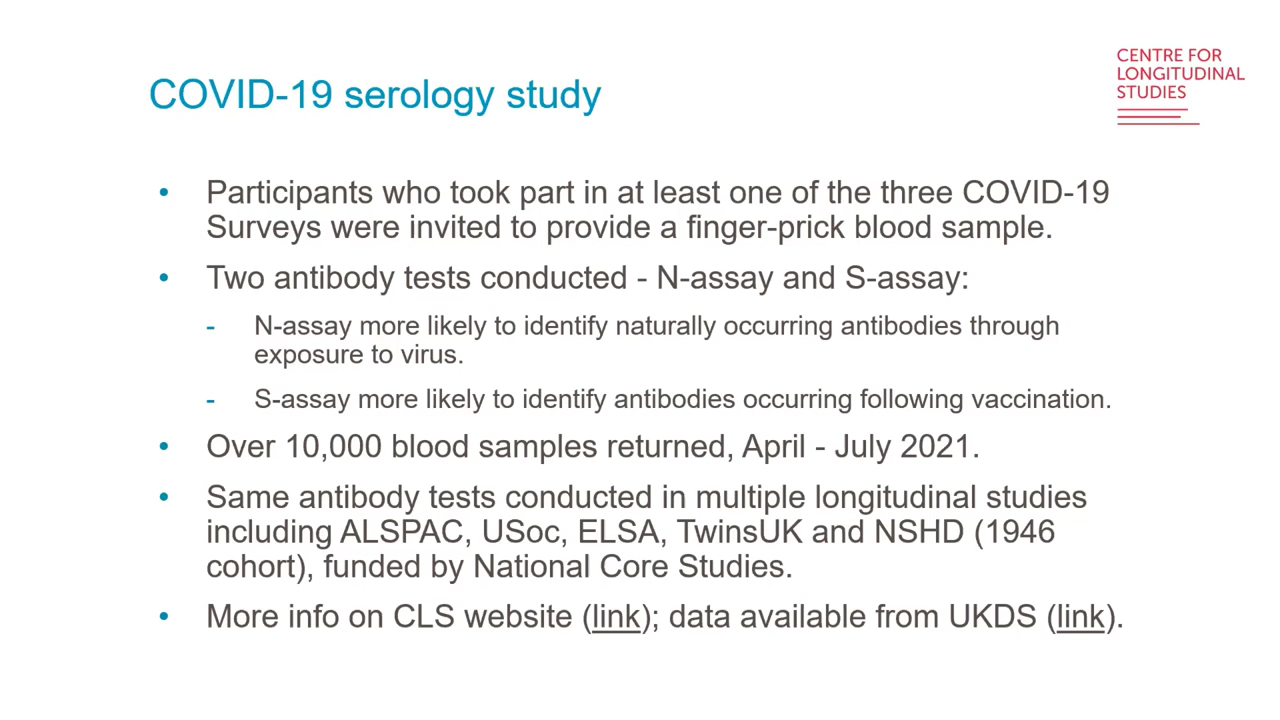 CENTRE FOR
LONGITUDINAL
STUDIES
COVID-19 serology study
• Participants who took part in at least one of the three COVID-19
Surveys were invited to provide a finger-prick blood sample.
• Two antibody tests conducted - N-assay and S-assay:
- N-assay more likely to identify naturally occurring antibodies through
exposure to virus.
- S-assay more likely to identify antibodies occurring following vaccination.
• Over 10,000 blood samples returned, April - July 2021.
• Same antibody tests conducted in multiple longitudinal studies
including ALSPAC, USoc, ELSA, TwinsUK and NSHD (1946
cohort), funded by National Core Studies.
• More info on CLS website (link); data available from UKDS (link).